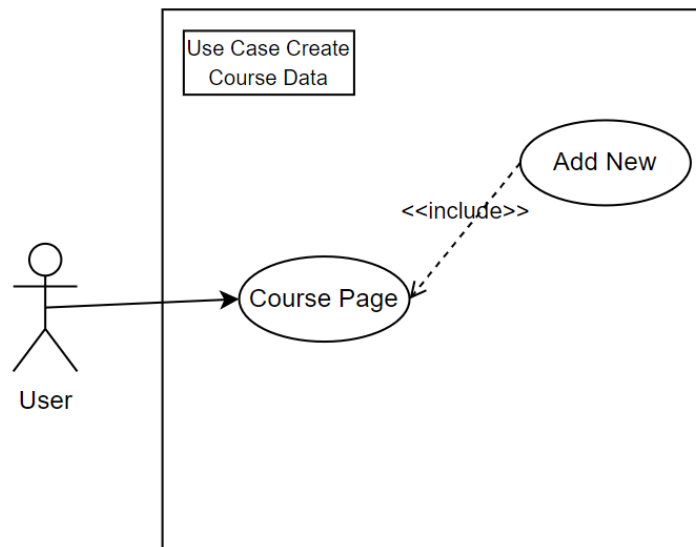 Use Case Create
Course Data
Add New
<<include>>
Course Page
User